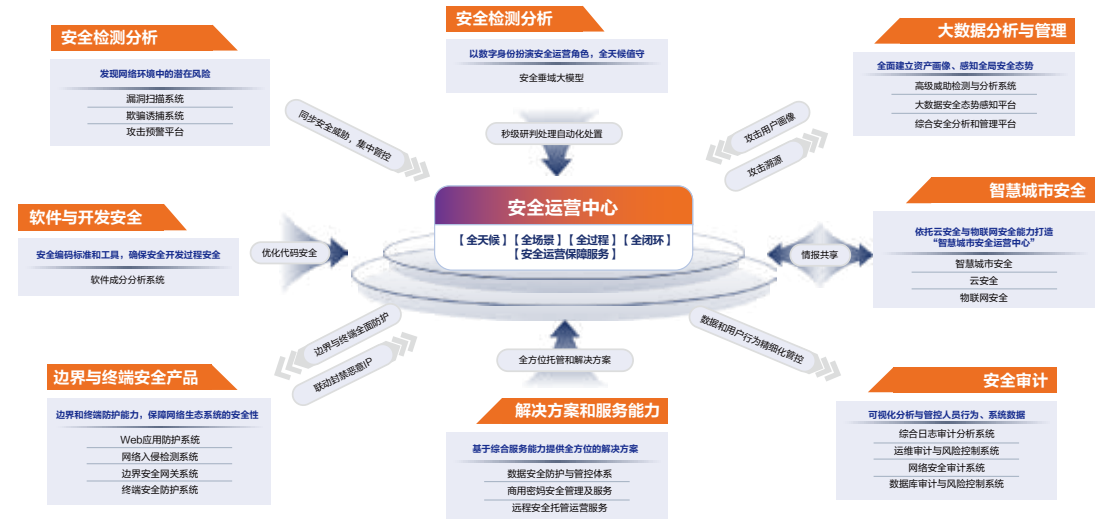 安全检测分析
发现网络环境中的潜在风险
漏洞扫描系统
欺骗诱捕系统
攻击预警平台
同步安全威胁，集中管控
安全检测分析
以数字身份扮演安全运营角色，全天候值守
安全垂域大模型
秒级研判处理自动化处置
大数据分析与管理
全面建立资产画像、感知全局安全态势
高级威胁检测与分析系统
大数据安全态势感知平台
综合安全分析和管理平台
攻击用户画像
攻击溯源
软件与开发安全
安全编码标准和工具，确保安全开发过程安全
软件成分分析系统
优化代码安全
安全运营中心
【全天候】【全场景】【全过程】【全闭环】
【安全运营保障服务】
情报共享
智慧城市安全
依托云安全与物联网安全能力打造
“智慧城市安全运营中心”
智慧城市安全
云安全
物联网安全
边界与终端安全产品
边界和终端防护能力，保障网络生态系统的安全性
Web应用防护系统
网络入侵检测系统
边界安全网关系统
终端安全防护系统
边界与终端全面防护
联动封禁恶意IP
全方位托管和解决方案
解决方案和服务能力
基于综合服务能力提供全方位的解决方案
数据安全防护与管控体系
商用密码安全管理及服务
远程安全托管运营服务
数据和用户行为精细化管控
安全审计
可视化分析与管控人员行为、系统数据
综合日志审计分析系统
运维审计与风险控制系统
网络安全审计系统
数据库审计与风险控制系统